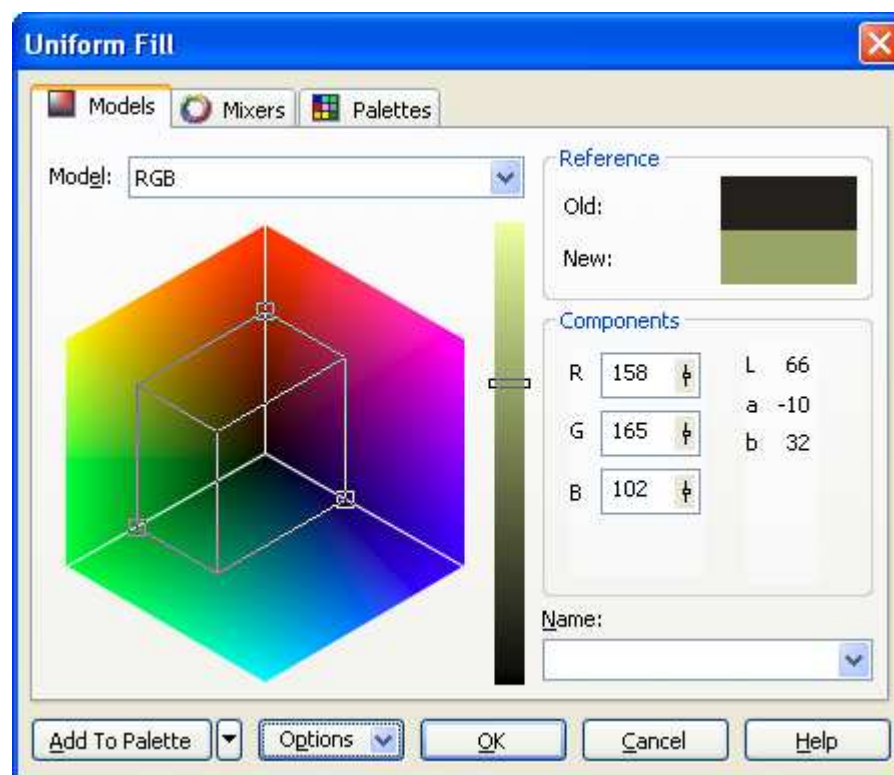 Uniform Fill
Models Mixers Palettes
Model: RGB
Reference
Old:
New:
Components
R 158 L 66
G 165 a -10
B 102 b 32
Name:
Add To Palette Options OK Cancel Help